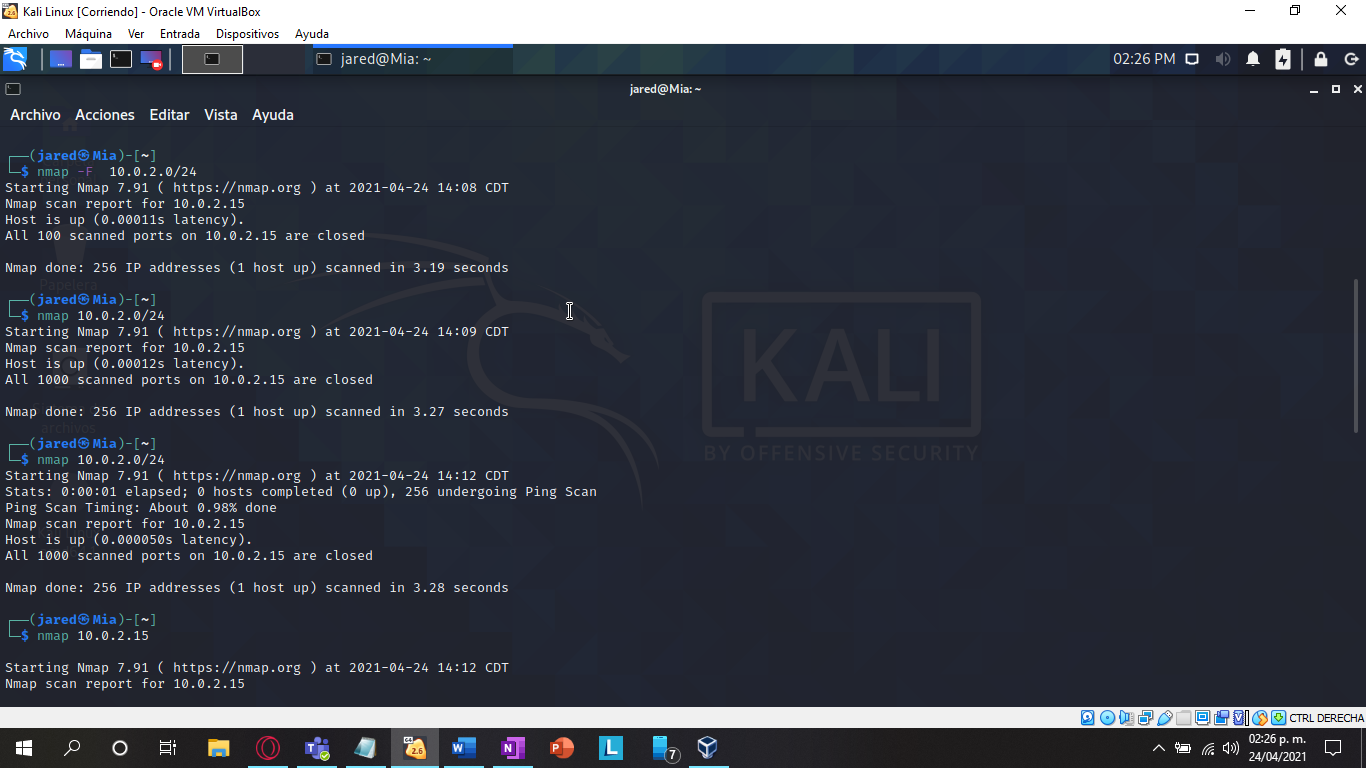 Kali Linux [Corriendo] - Oracle VM VirtualBox
Archivo Máquina Ver Entrada Dispositivos Ayuda
jared@Mia: ~ 02:26 PM
jared@Mia: ~
Archivo Acciones Editar Vista Ayuda
┌──(jared㉿Mia)-[~]
└─$ nmap -F  10.0.2.0/24
Starting Nmap 7.91 ( https://nmap.org ) at 2021-04-24 14:08 CDT
Nmap scan report for 10.0.2.15
Host is up (0.00011s latency).
All 100 scanned ports on 10.0.2.15 are closed
Nmap done: 256 IP addresses (1 host up) scanned in 3.19 seconds
Papelera
┌──(jared㉿Mia)-[~]
└─$ nmap 10.0.2.0/24
Starting Nmap 7.91 ( https://nmap.org ) at 2021-04-24 14:09 CDT
Nmap scan report for 10.0.2.15
Host is up (0.00012s latency).
All 1000 scanned ports on 10.0.2.15 are closed
Nmap done: 256 IP addresses (1 host up) scanned in 3.27 seconds
archivos
┌──(jared㉿Mia)-[~]
└─$ nmap 10.0.2.0/24
Starting Nmap 7.91 ( https://nmap.org ) at 2021-04-24 14:12 CDT
Stats: 0:00:01 elapsed; 0 hosts completed (0 up), 256 undergoing Ping Scan
Ping Scan Timing: About 0.98% done
Nmap scan report for 10.0.2.15
Host is up (0.000050s latency).
All 1000 scanned ports on 10.0.2.15 are closed
Nmap done: 256 IP addresses (1 host up) scanned in 3.28 seconds
┌──(jared㉿Mia)-[~]
└─$ nmap 10.0.2.15
Starting Nmap 7.91 ( https://nmap.org ) at 2021-04-24 14:12 CDT
Nmap scan report for 10.0.2.15
KALI
BY OFFENSIVE SECURITY
CTRL DERECHA
02:26 p. m.
24/04/2021